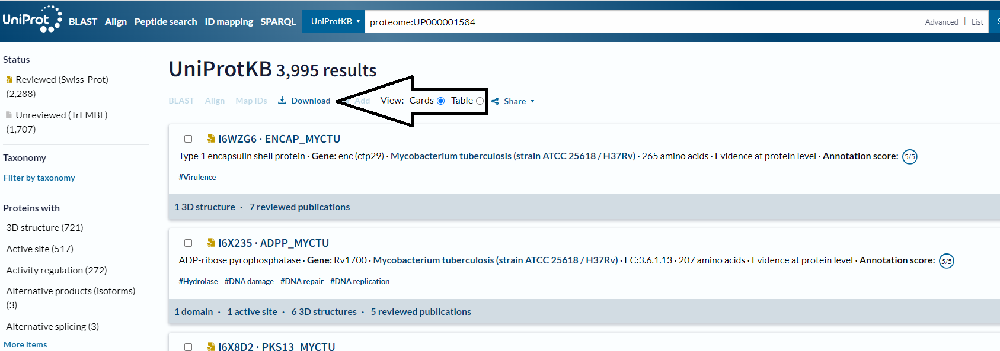 UniProt BLAST Align Peptide search ID mapping SPARQL UniProtKB proteome:UP000001584 Advanced List
Status
Reviewed (Swiss-Prot)
(2,288)
Unreviewed (TrEMBL)
(1,707)
Taxonomy
Filter by taxonomy
Proteins with
3D structure (721)
Active site (517)
Activity regulation (272)
Alternative products (isoforms)
(3)
Alternative splicing (3)
More items
UniProtKB 3,995 results
BLAST Align Map IDs Download Add View: Cards Table Share
I6WZG6 · ENCAP_MYCTU
Type 1 encapsulin shell protein · Gene: enc (cfp29) · Mycobacterium tuberculosis (strain ATCC 25618 / H37Rv) · 265 amino acids · Evidence at protein level · Annotation score: 5/5
#Virulence
1 3D structure · 7 reviewed publications
I6X235 · ADPP_MYCTU
ADP-ribose pyrophosphatase · Gene: Rv1700 · Mycobacterium tuberculosis (strain ATCC 25618 / H37Rv) · EC:3.6.1.13 · 207 amino acids · Evidence at protein level · Annotation score: 5/5
#Hydrolase #DNA damage #DNA repair #DNA replication
1 domain · 1 active site · 6 3D structures · 5 reviewed publications
I6X8D2 · PKS13_MYCTU